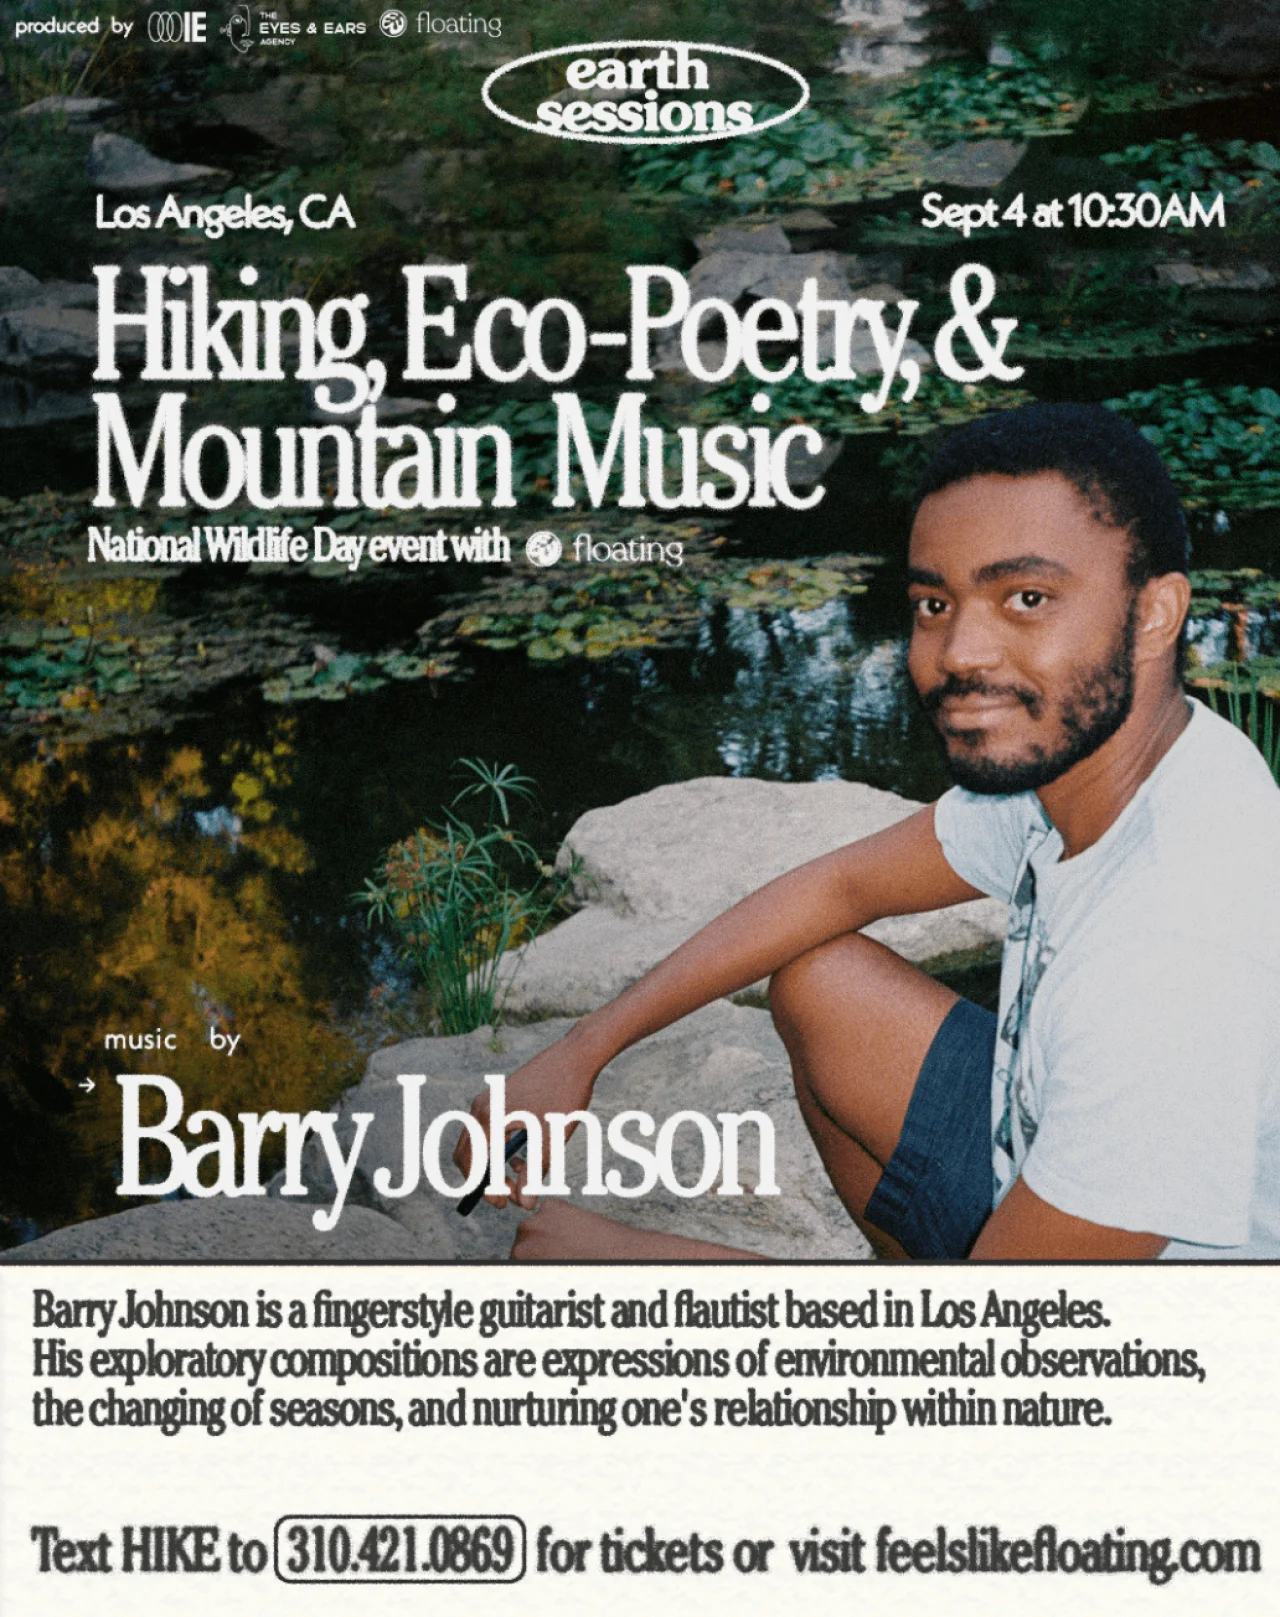 produced by IE THE EYES & EARS AGENCY floating
earth
sessions
Los Angeles, CA
Sept 4 at 10:30AM
Hiking, Eco-Poetry, &
Mountain Music
National Wildlife Day event with floating
music by
→ Barry Johnson
Barry Johnson is a fingerstyle guitarist and flautist based in Los Angeles.
His exploratory compositions are expressions of environmental observations,
the changing of seasons, and nurturing one's relationship within nature.
Text HIKE to 310.421.0869 for tickets or visit feelslikefloating.com